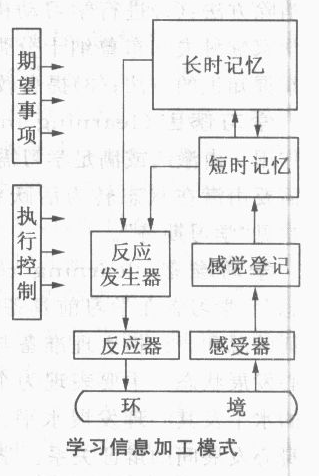 期望事项
执行控制
长时记忆
短时记忆
反应
发生器
感觉登记
反应器
感受器
环 境
学习信息加工模式